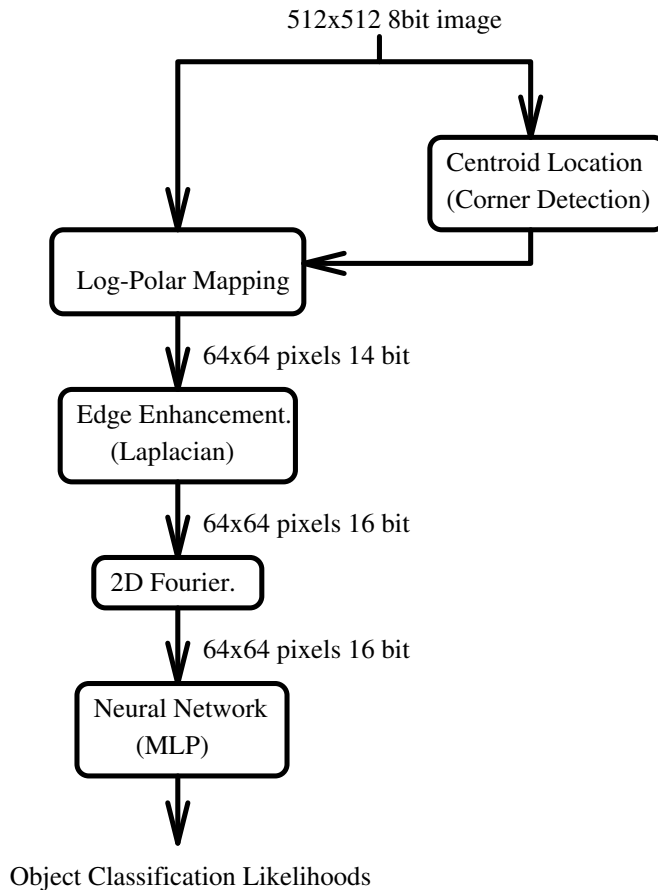 512x512 8bit image
Centroid Location
(Corner Detection)
Log-Polar Mapping
64x64 pixels 14 bit
Edge Enhancement.
(Laplacian)
64x64 pixels 16 bit
2D Fourier.
64x64 pixels 16 bit
Neural Network
(MLP)
Object Classification Likelihoods